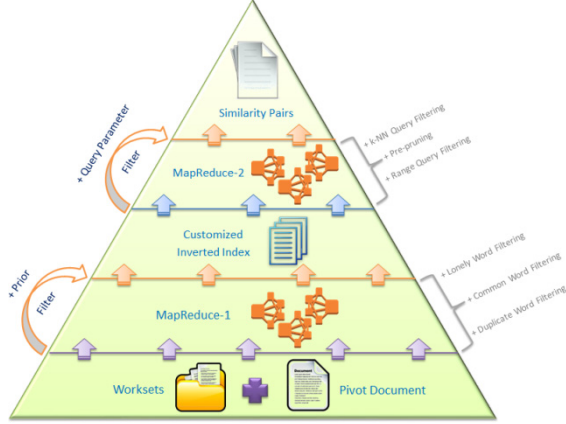 Similarity Pairs
+ Query Parameter
Filter
+ k-NN Query Filtering
+ Pre-pruning
+ Range Query Filtering
MapReduce-2
Customized
Inverted Index
+ Prior
Filter
+ Lonely Word Filtering
+ Common Word Filtering
+ Duplicate Word Filtering
MapReduce-1
Worksets
Document
Pivot Document